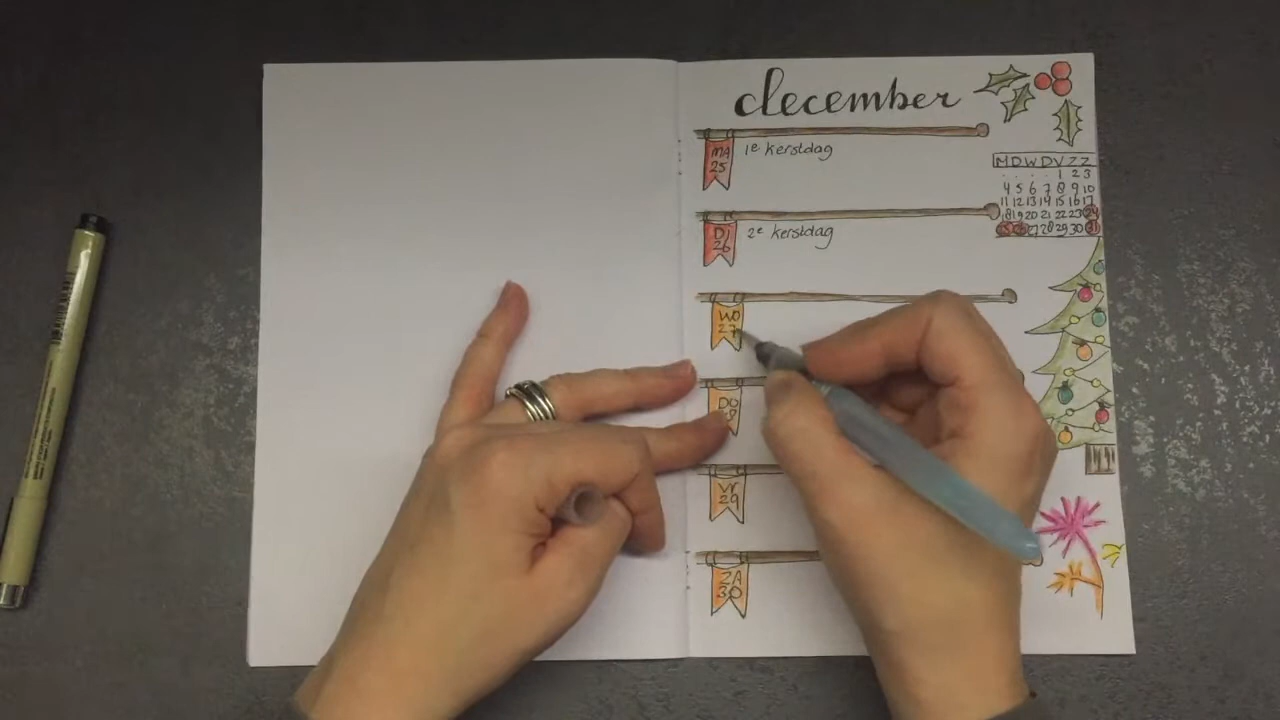 december
MA
25
1e kerstdag
DI
26
2e kerstdag
WO
27
DO
28
VR
29
ZA
30
M D W D V Z Z
. . . . 1 2 3
4 5 6 7 8 9 10
11 12 13 14 15 16 17
18 19 20 21 22 23 24
25 26 27 28 29 30 31